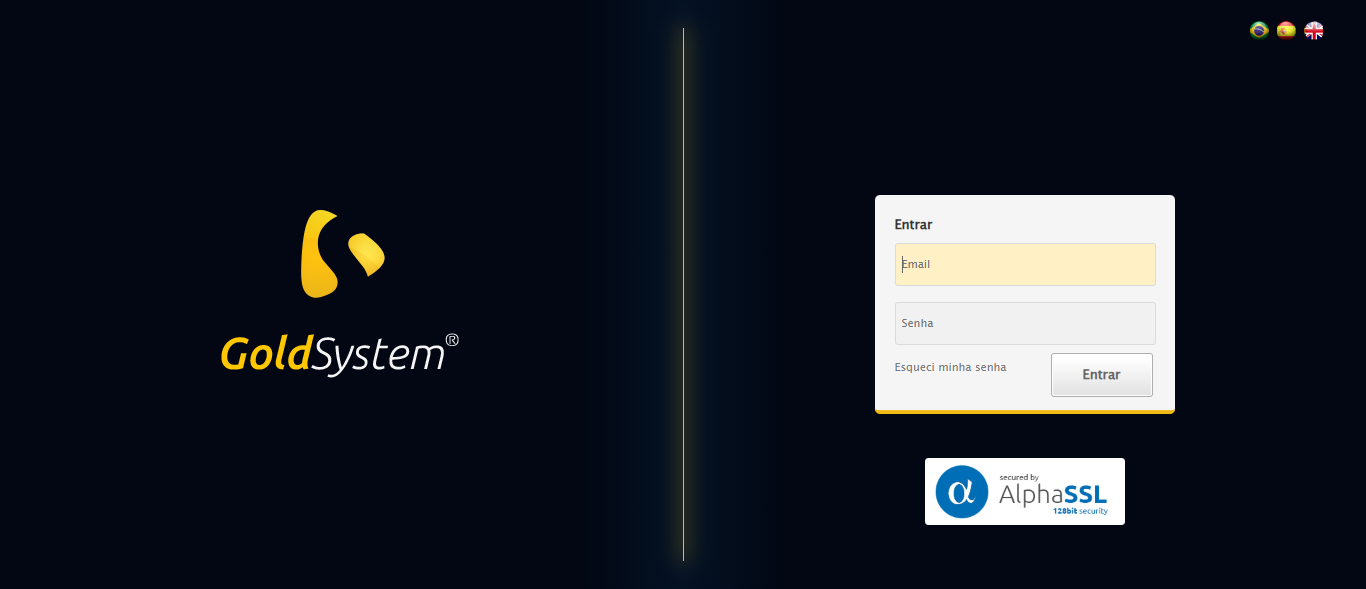 GoldSystem®
Entrar
Email
Senha
Esqueci minha senha
Entrar
α
secured by
AlphaSSL
128bit security